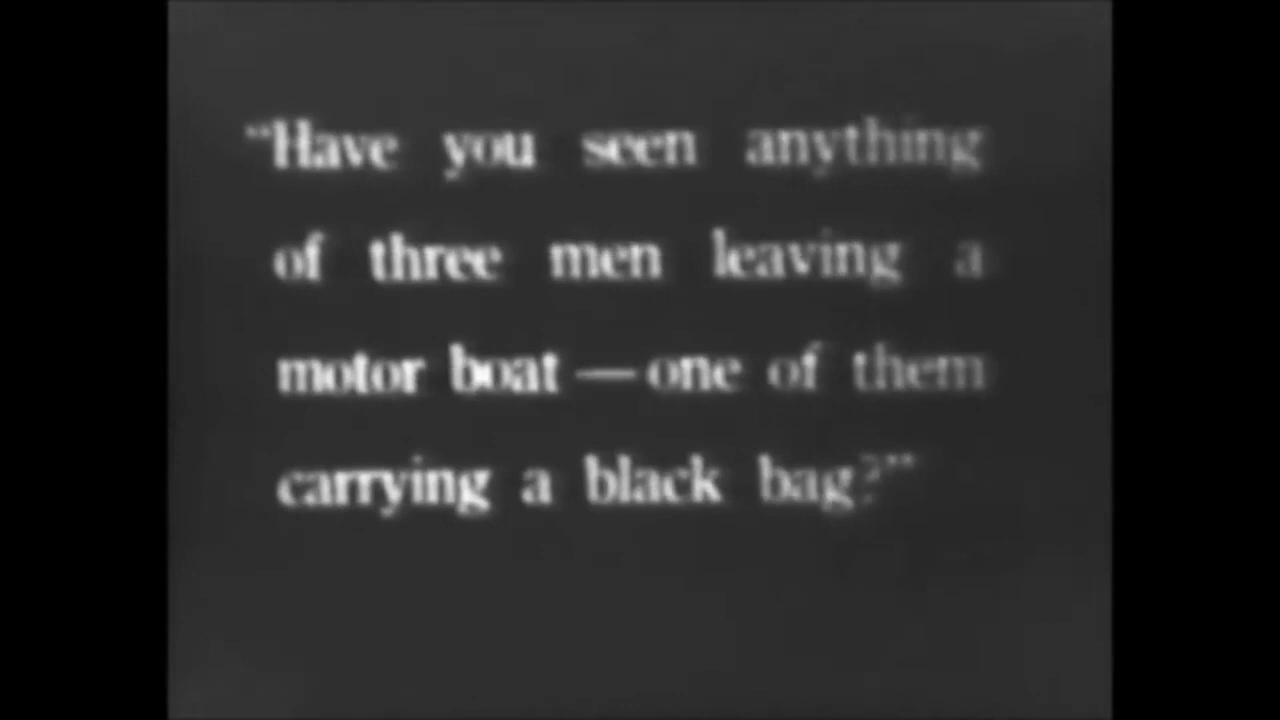 “Have you seen anything
of three men leaving a
motor boat—one of them
carrying a black bag?”